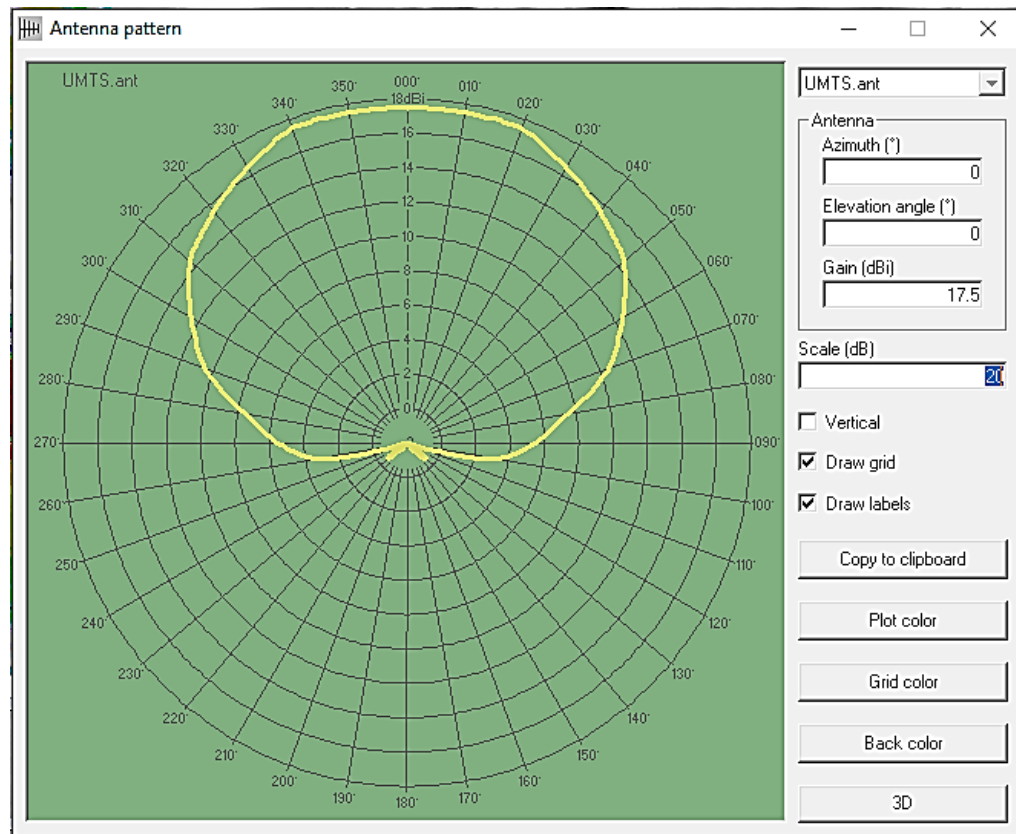 Antenna pattern
UMTS.ant
000°
18dBi
16
14
12
10
8
6
4
2
0
010°
020°
030°
040°
050°
060°
070°
080°
090°
100°
110°
120°
130°
140°
150°
160°
170°
180°
190°
200°
210°
220°
230°
240°
250°
260°
270°
280°
290°
300°
310°
320°
330°
340°
350°
UMTS.ant
Antenna
Azimuth (°)
0
Elevation angle (°)
0
Gain (dBi)
17.5
Scale (dB)
20
Vertical
Draw grid
Draw labels
Copy to clipboard
Plot color
Grid color
Back color
3D